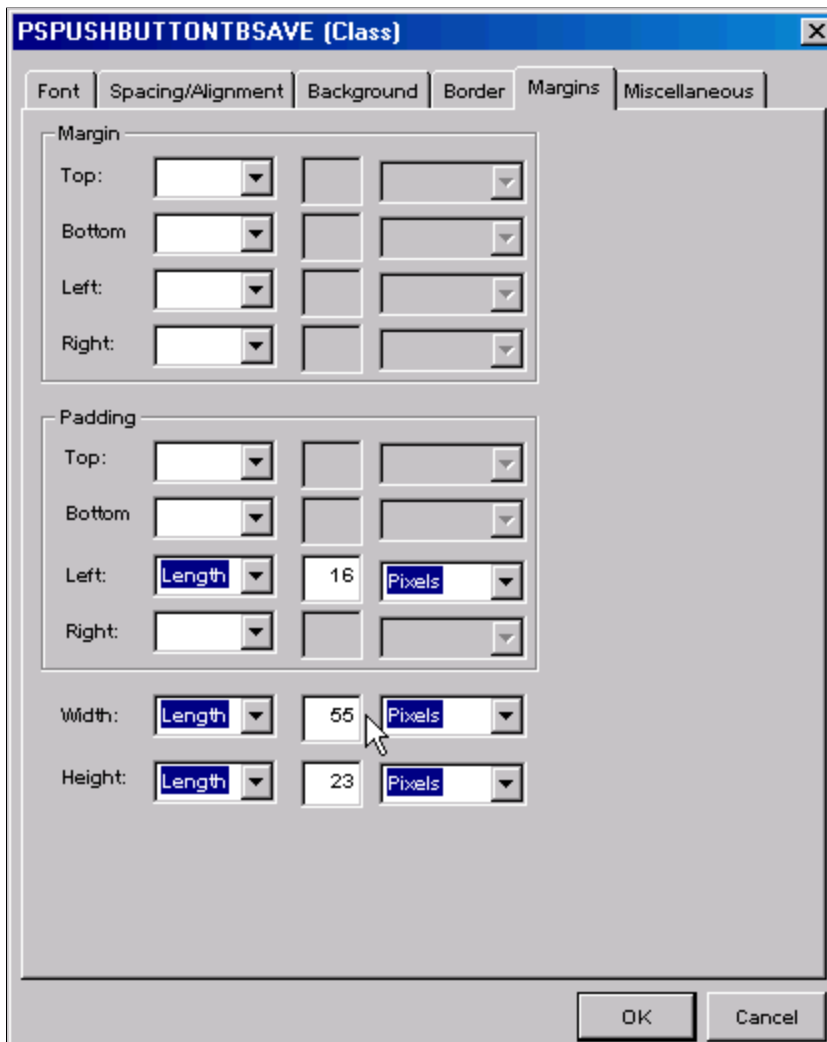 PSPUSHBUTTONTBSAVE (Class)
Font Spacing/Alignment Background Border Margins Miscellaneous
Margin
Top:
Bottom
Left:
Right:
Padding
Top:
Bottom
Left: Length 16 Pixels
Right:
Width: Length 55 Pixels
Height: Length 23 Pixels
OK Cancel